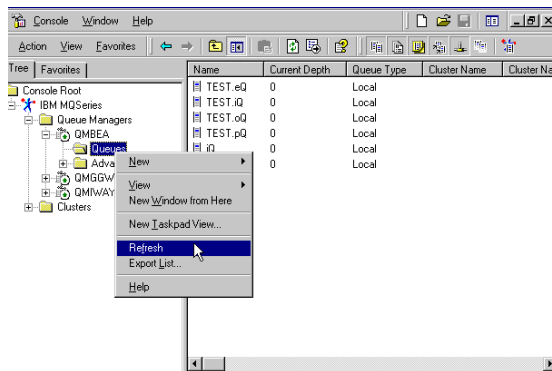 Console Window Help
Action View Favorites
Tree Favorites
Name Current Depth Queue Type Cluster Name Cluster Na
Console Root
IBM MQSeries
Queue Managers
QMBEA
Queues
Adva
QMGGW
QMIWAY
Clusters
TEST.eQ 0 Local
TEST.iQ 0 Local
TEST.oQ 0 Local
TEST.pQ 0 Local
iQ 0 Local
0 Local
New
View
New Window from Here
New Taskpad View...
Refresh
Export List...
Help